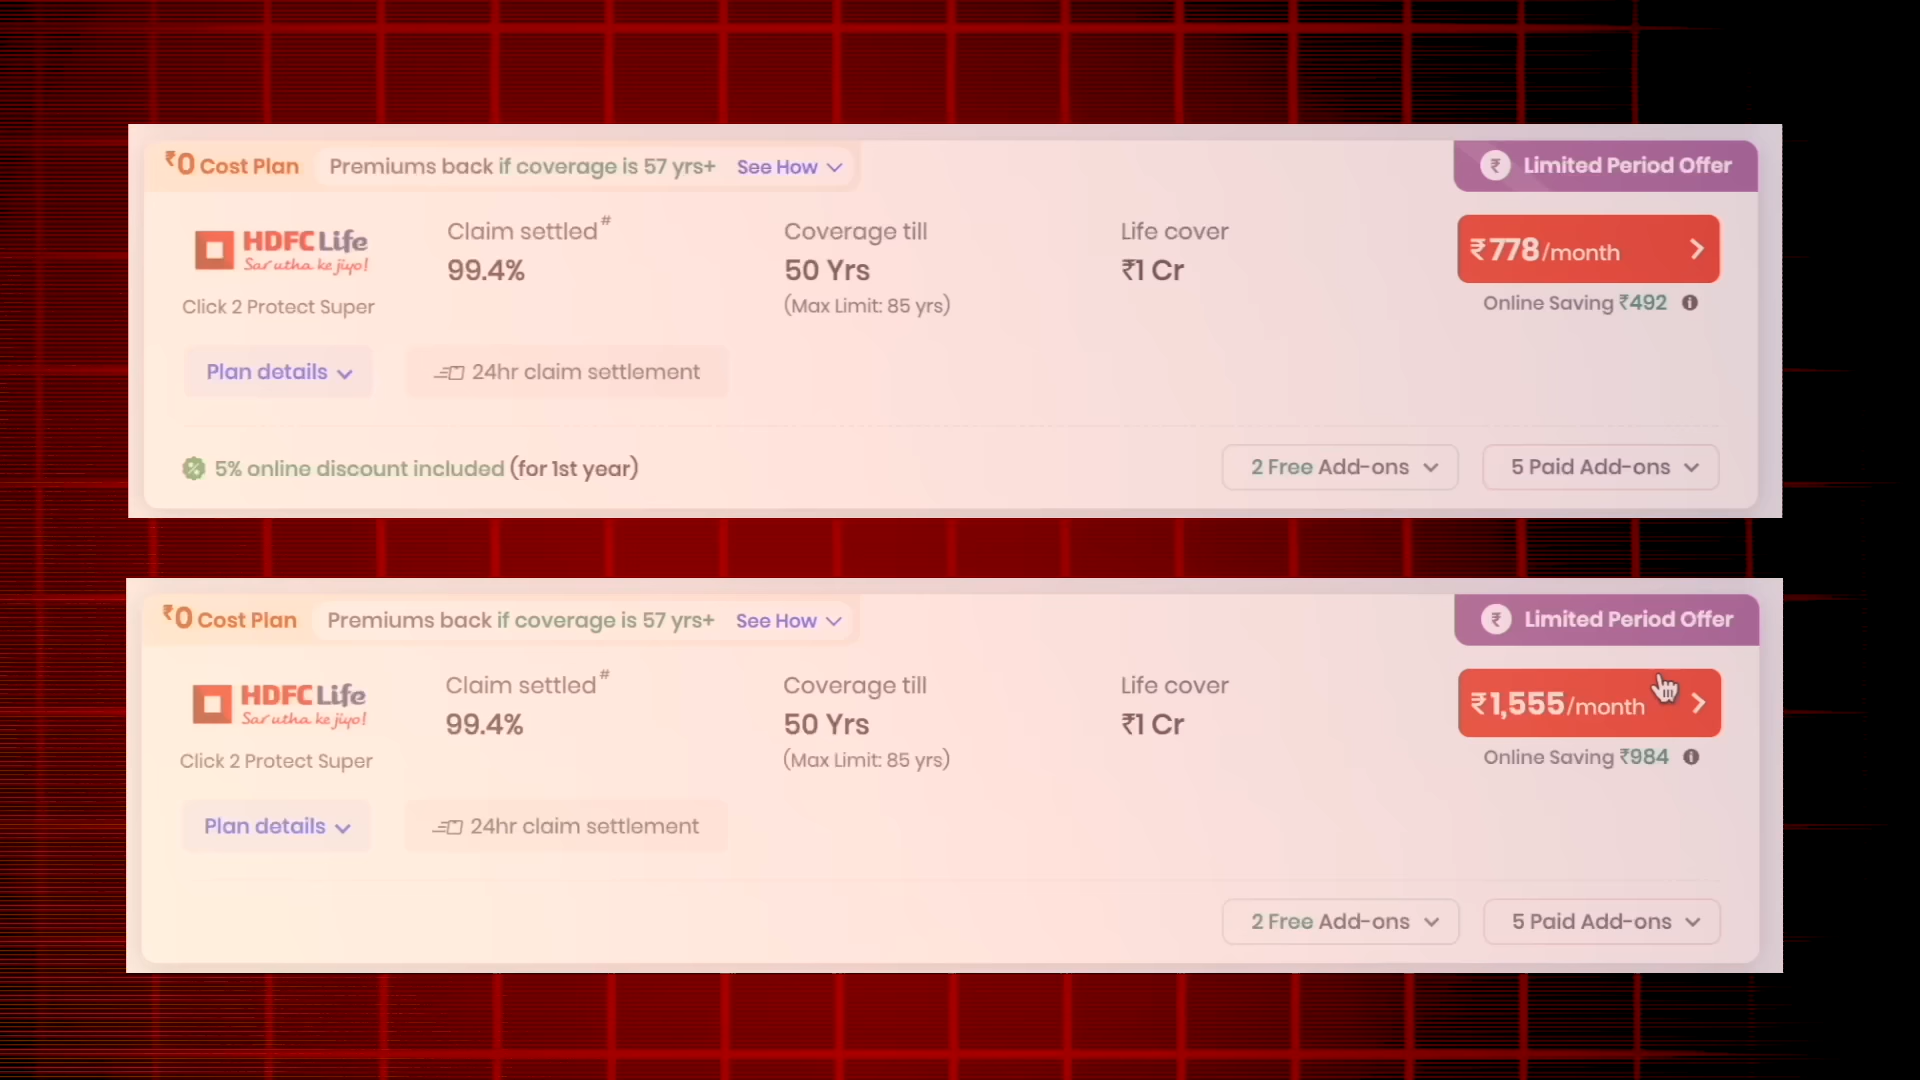 ₹0 Cost Plan Premiums back if coverage is 57 yrs+ See How
Limited Period Offer
HDFC Life
Sar utha ke jiyo!
Click 2 Protect Super
Claim settled#
99.4%
Coverage till
50 Yrs
(Max Limit: 85 yrs)
Life cover
₹1 Cr
₹778/month
Online Saving ₹492
Plan details
24hr claim settlement
5% online discount included (for 1st year)
2 Free Add-ons
5 Paid Add-ons
₹0 Cost Plan Premiums back if coverage is 57 yrs+ See How
Limited Period Offer
HDFC Life
Sar utha ke jiyo!
Click 2 Protect Super
Claim settled#
99.4%
Coverage till
50 Yrs
(Max Limit: 85 yrs)
Life cover
₹1 Cr
₹1,555/month
Online Saving ₹984
Plan details
24hr claim settlement
2 Free Add-ons
5 Paid Add-ons